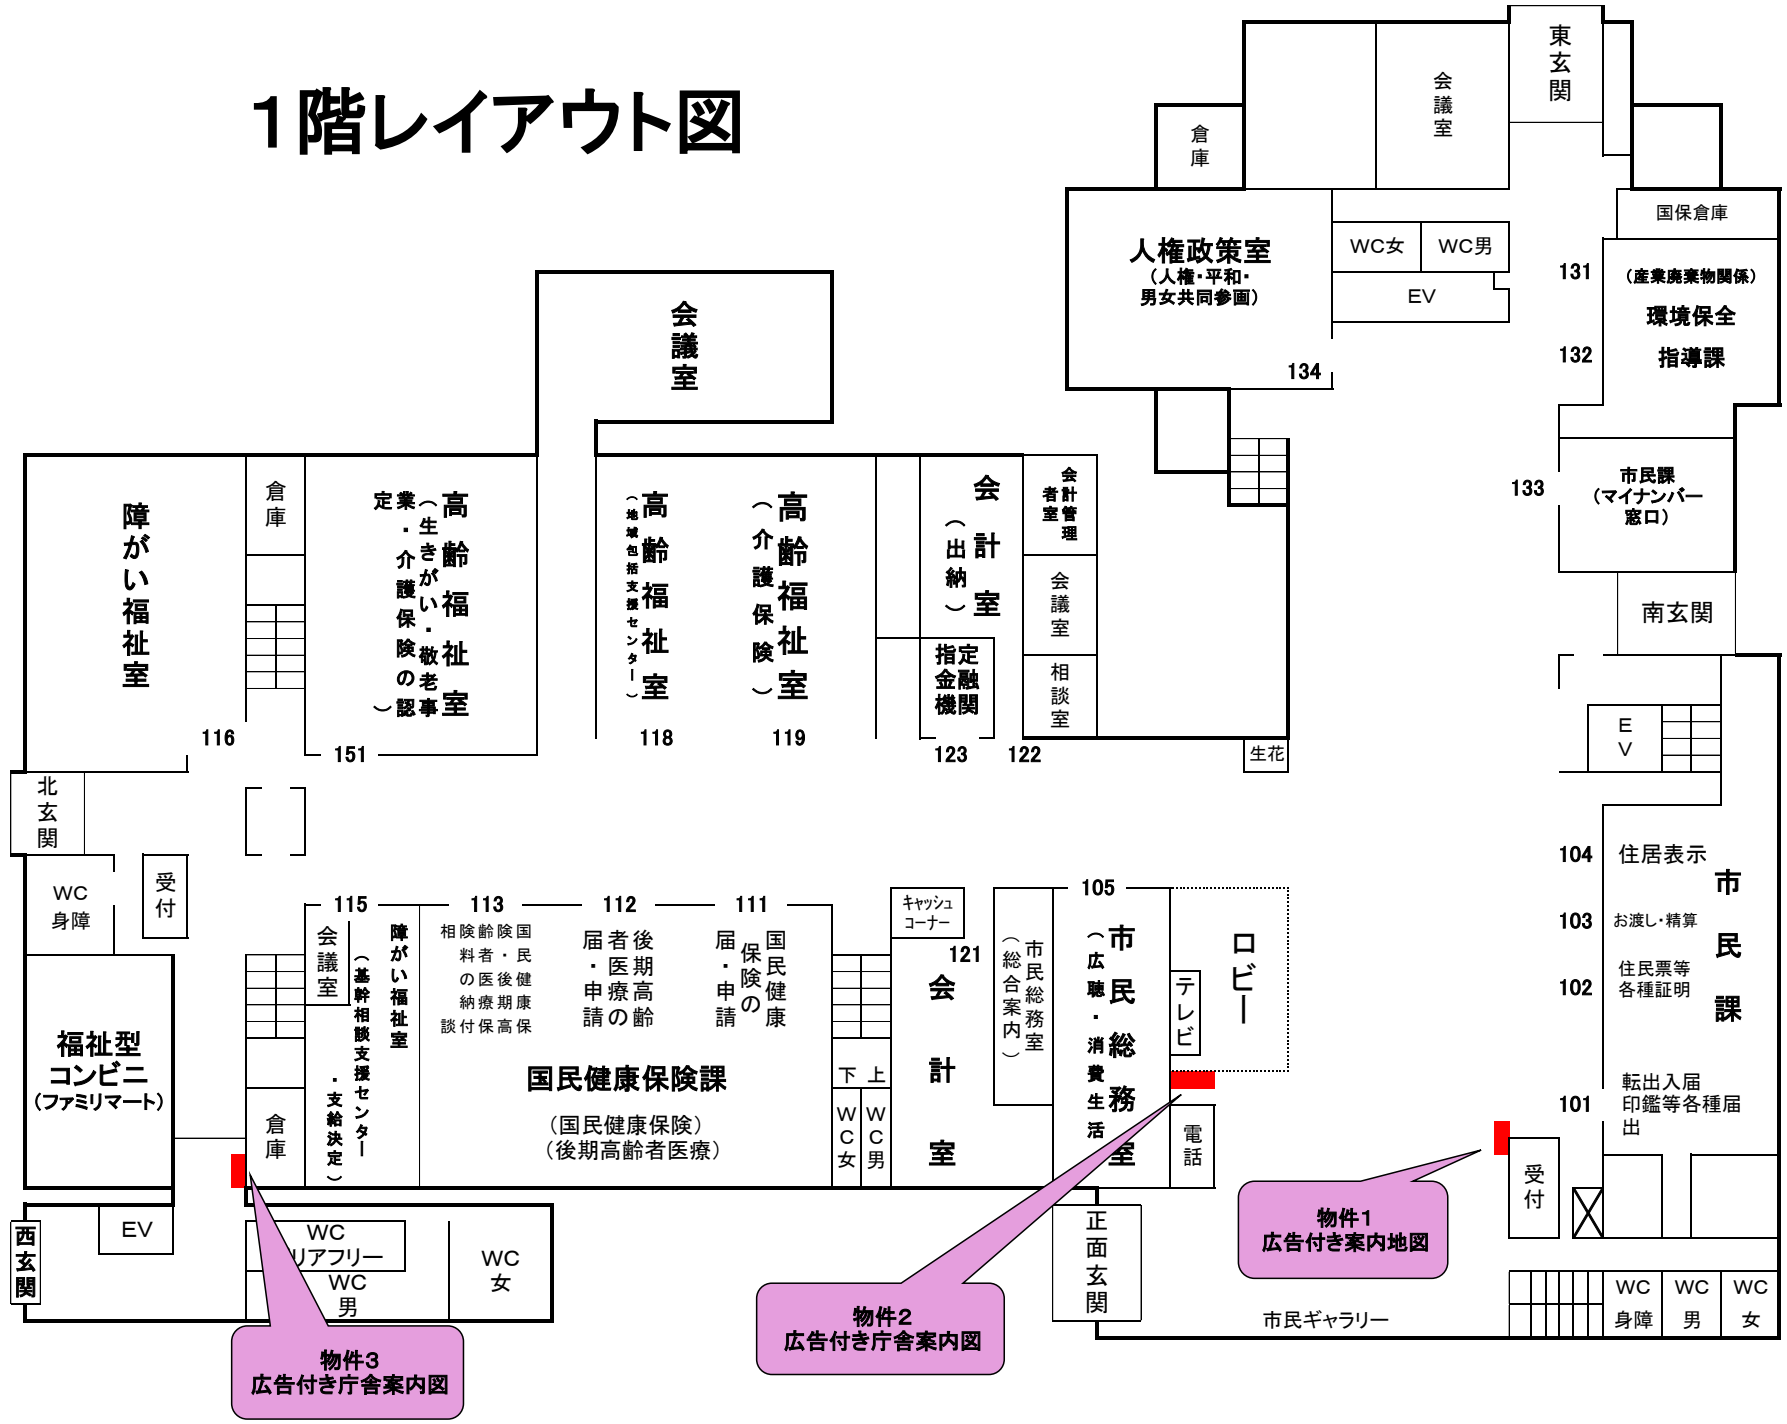 1階レイアウト図
東玄関
会議室
倉庫
国保倉庫
人権政策室
（人権・平和・
男女共同参画）
WC女
WC男
EV
131
（産業廃棄物関係）
環境保全
132
指導課
134
会議室
133
市民課
（マイナンバー
窓口）
南玄関
EV
障がい福祉室
116
倉庫
高齢福祉室
（生きがい・敬老事
業・介護保険の認
定）
151
高齢福祉室
（地域包括支援センター）
118
高齢福祉室
（介護保険）
119
会計室
（出納）
指定
金融
機関
123
122
会計管理
者室
会議室
相談室
生花
北玄関
WC
身障
受付
福祉型
コンビニ
（ファミリマート）
西玄関
EV
倉庫
WC
リアフリー
WC
男
WC
女
115
会議室
障がい福祉室
（基幹相談支援センター
・支給決定）
113
国民健康保
険・後期高
齢者医療保
険料の納付
相談
112
後期高齢
者医療の
届・申請
111
国民健康
保険の
届・申請
国民健康保険課
（国民健康保険）
（後期高齢者医療）
下
上
WC女
WC男
キャッシュ
コーナー
121
会計室
市民総務室
（総合案内）
105
市民総務室
（広聴・消費生活
テレビ
ロビー
電話
正面玄関
104
住居表示
103
お渡し・精算
102
住民票等
各種証明
101
転出入届
印鑑等各種届
出
市民課
受付
市民ギャラリー
WC
身障
WC
男
WC
女
物件1
広告付き案内地図
物件2
広告付き庁舎案内図
物件3
広告付き庁舎案内図